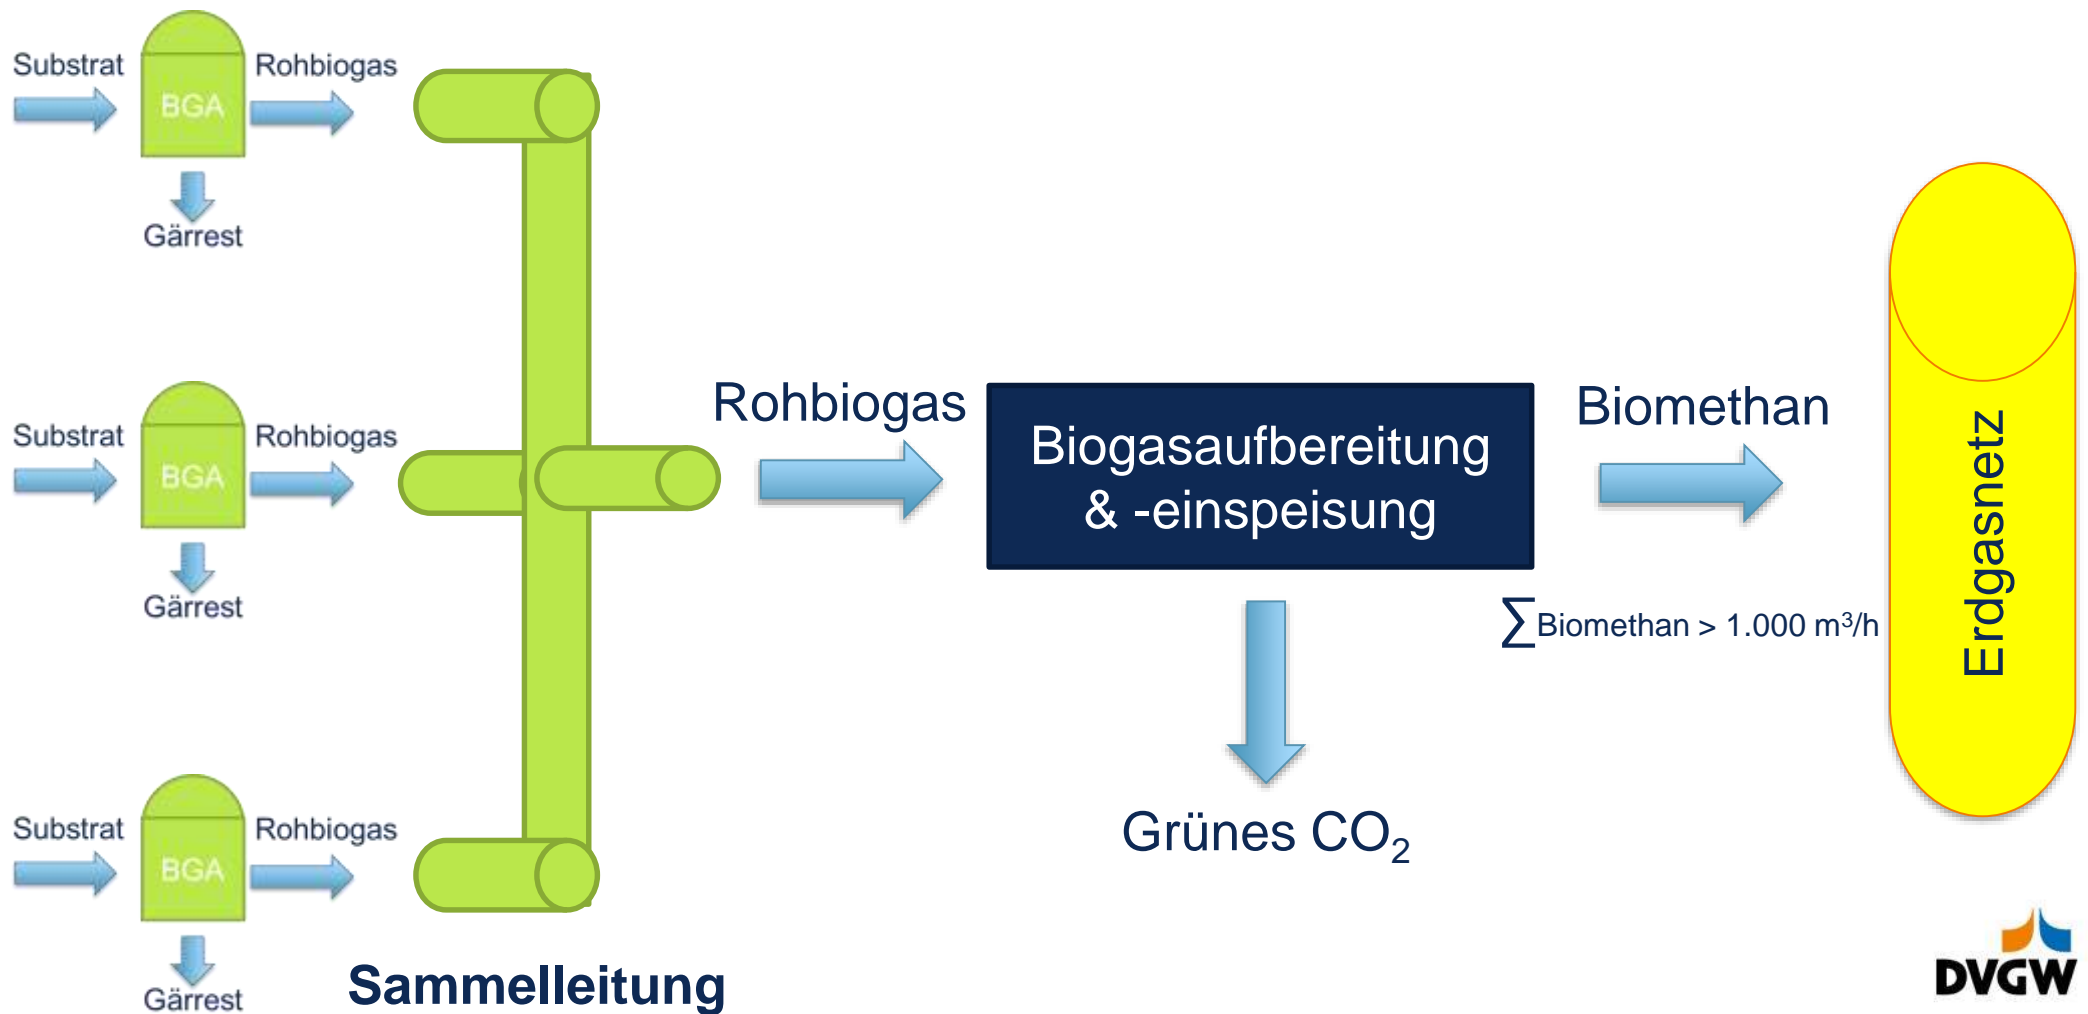 Substrat
BGA
Rohbiogas
Gärrest
Substrat
BGA
Rohbiogas
Gärrest
Substrat
BGA
Rohbiogas
Gärrest
Sammelleitung
Rohbiogas
Biogasaufbereitung
& -einspeisung
Grünes CO₂
Biomethan
∑Biomethan > 1.000 m³/h
Erdgasnetz
DVGW